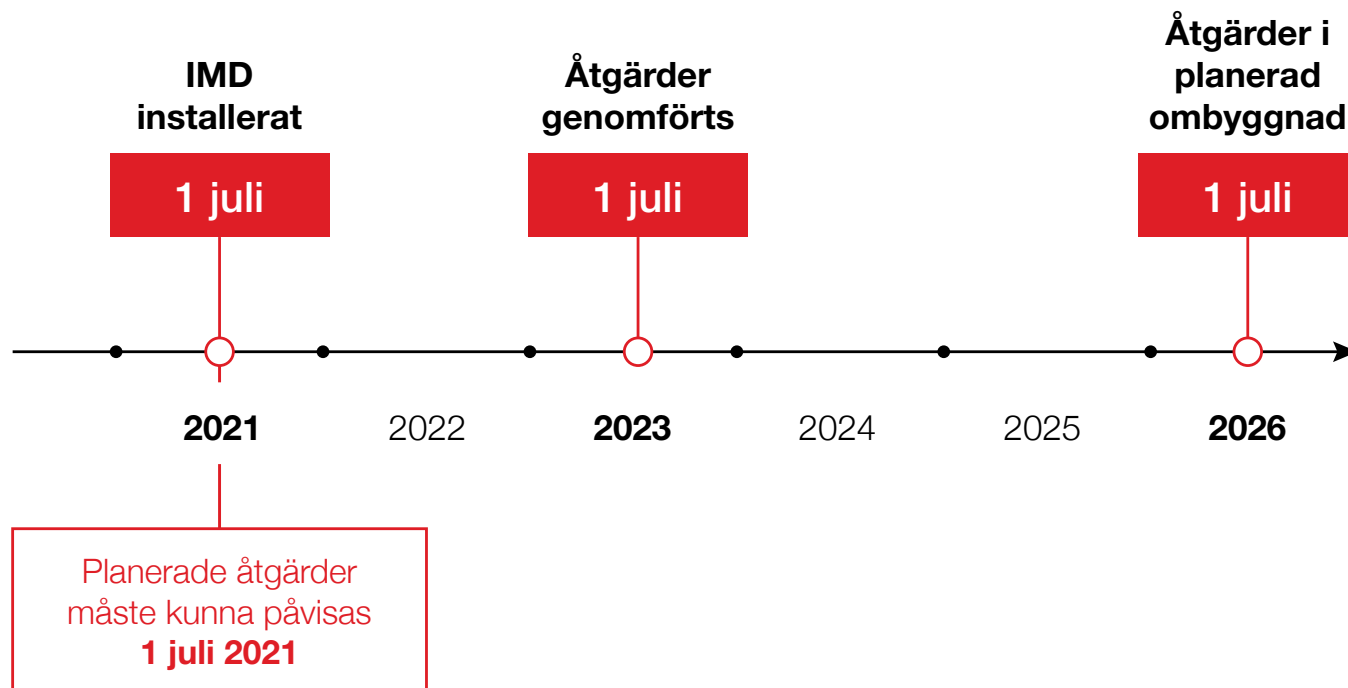 IMD
installerat
1 juli
Åtgärder
genomförts
1 juli
Åtgärder i
planerad
ombyggnad
1 juli
2021
2022
2023
2024
2025
2026
Planerade åtgärder
måste kunna påvisas
1 juli 2021